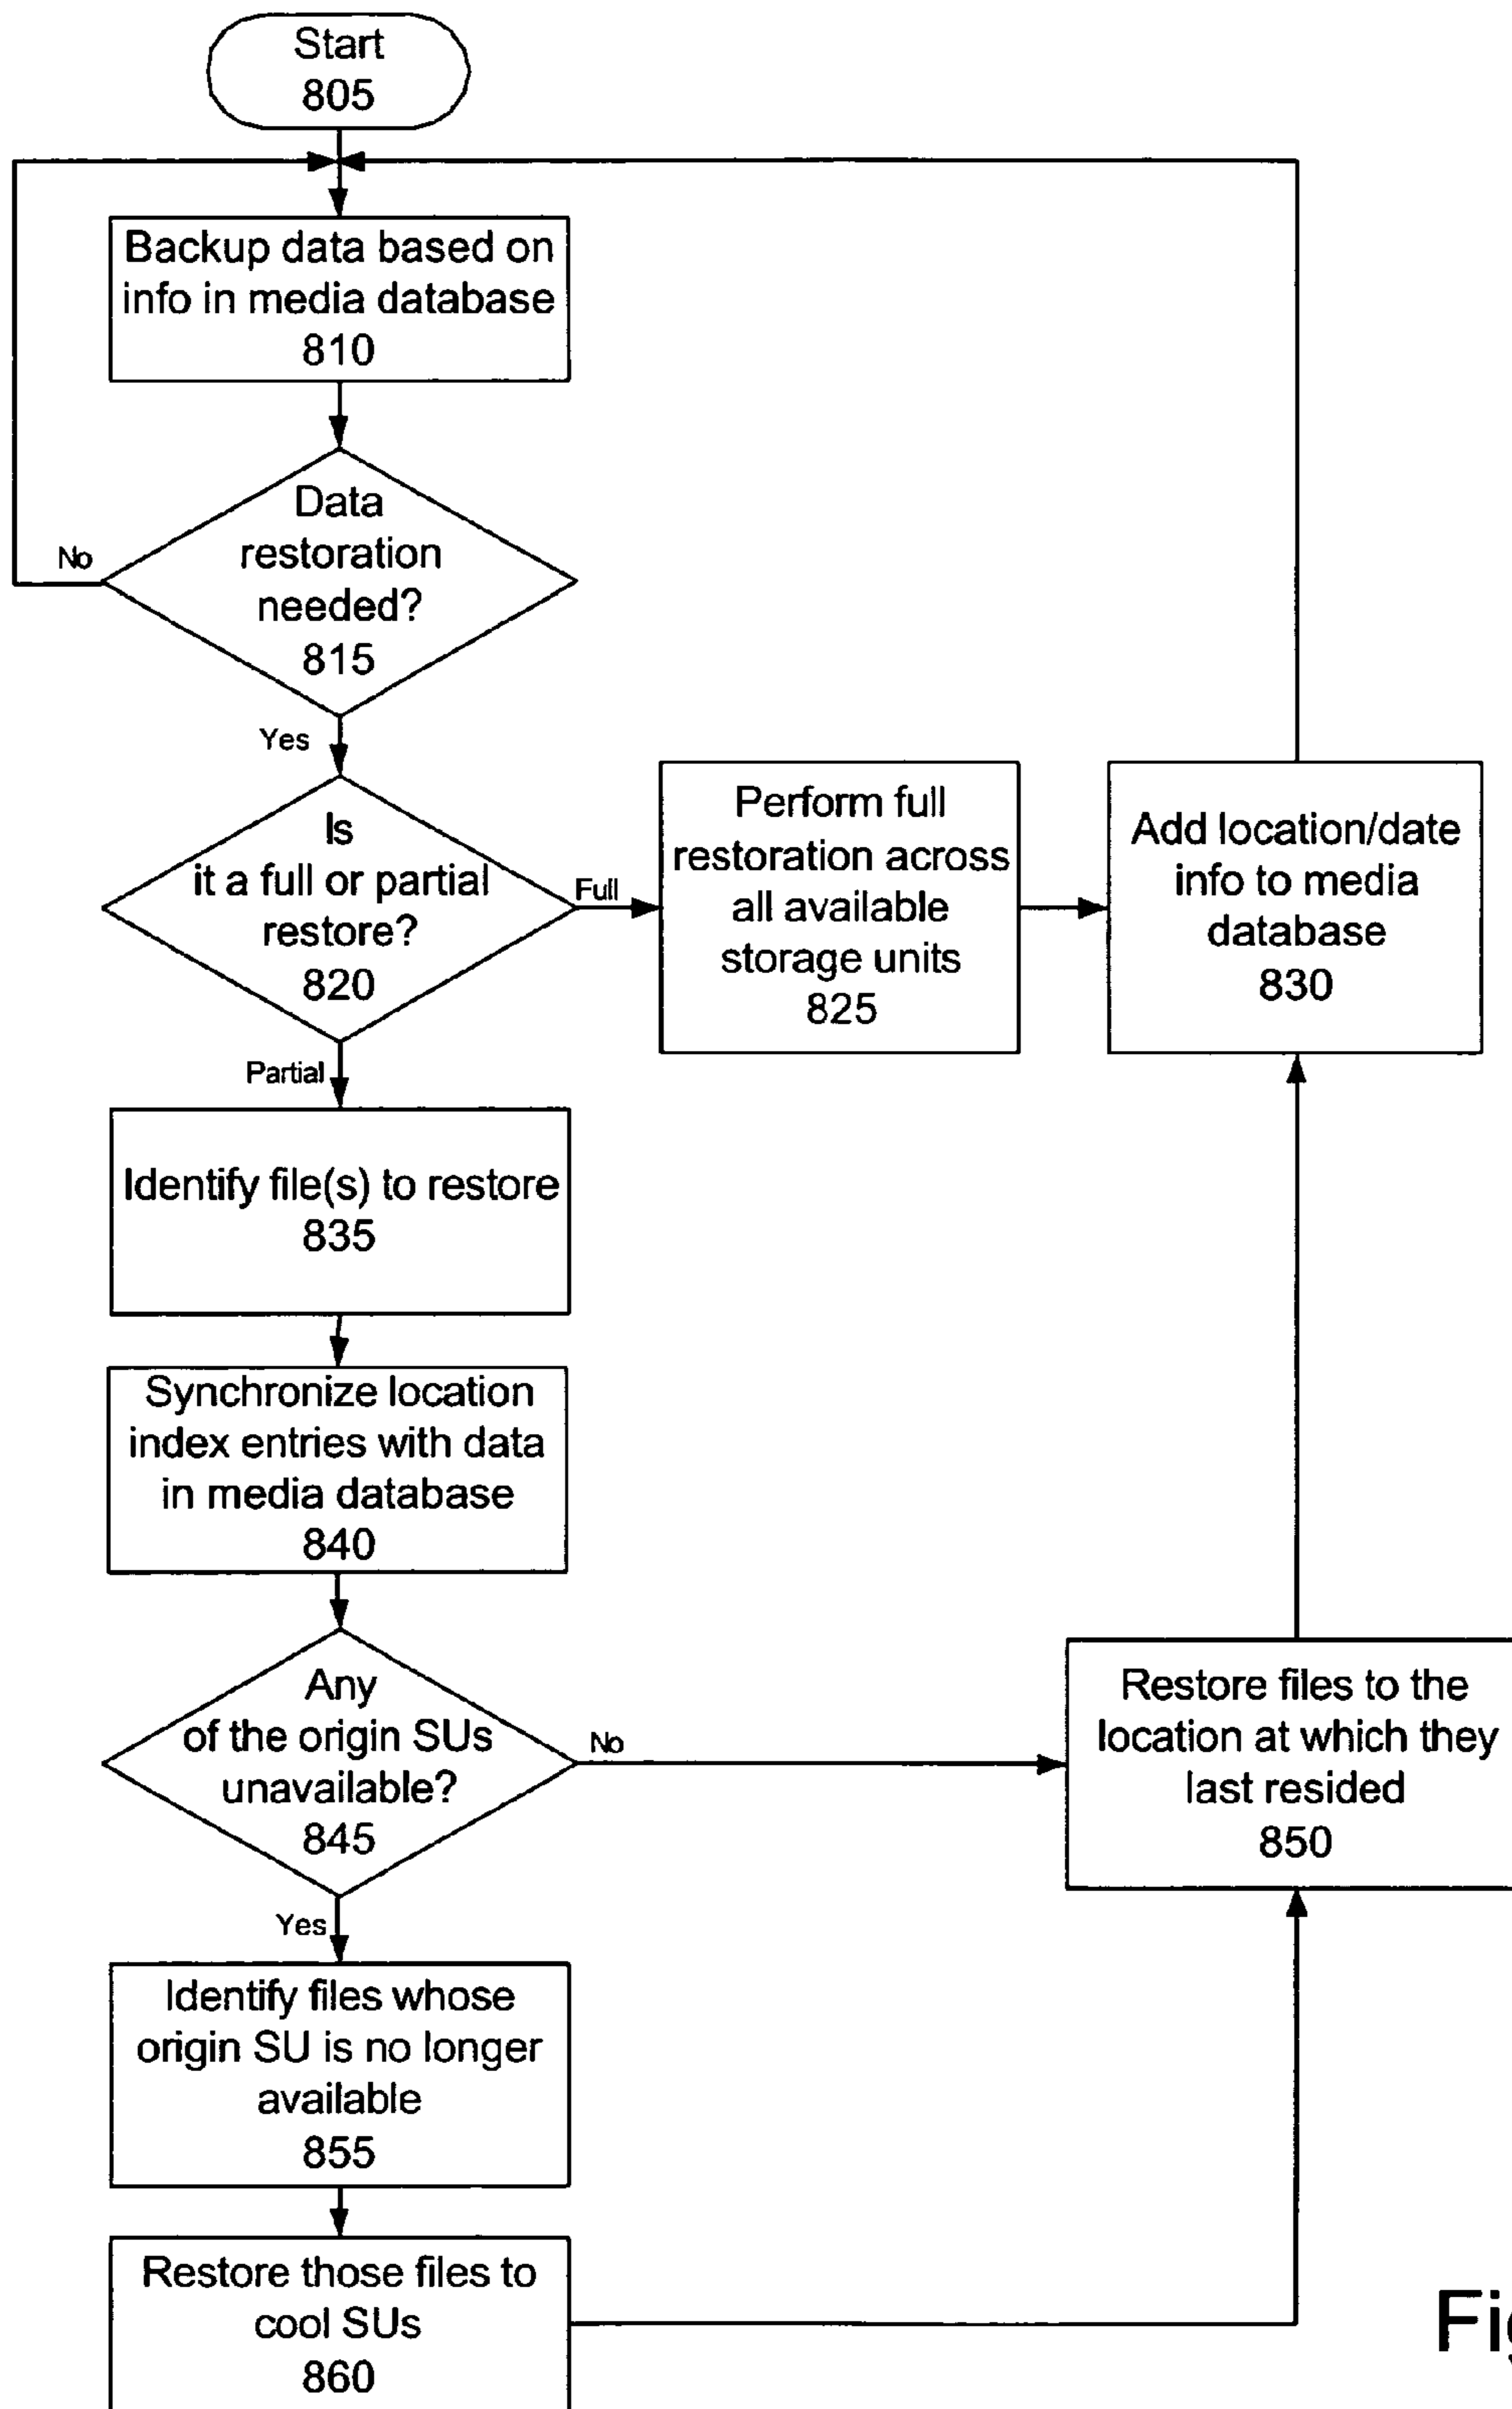 Start
805
Backup data based on
info in media database
810
Data
restoration
needed?
815
No
Yes
Is
it a full or partial
restore?
820
Full
Perform full
restoration across
all available
storage units
825
Add location/date
info to media
database
830
Partial
Identify file(s) to restore
835
Synchronize location
index entries with data
in media database
840
Any
of the origin SUs
unavailable?
845
No
Restore files to the
location at which they
last resided
850
Yes
Identify files whose
origin SU is no longer
available
855
Restore those files to
cool SUs
860